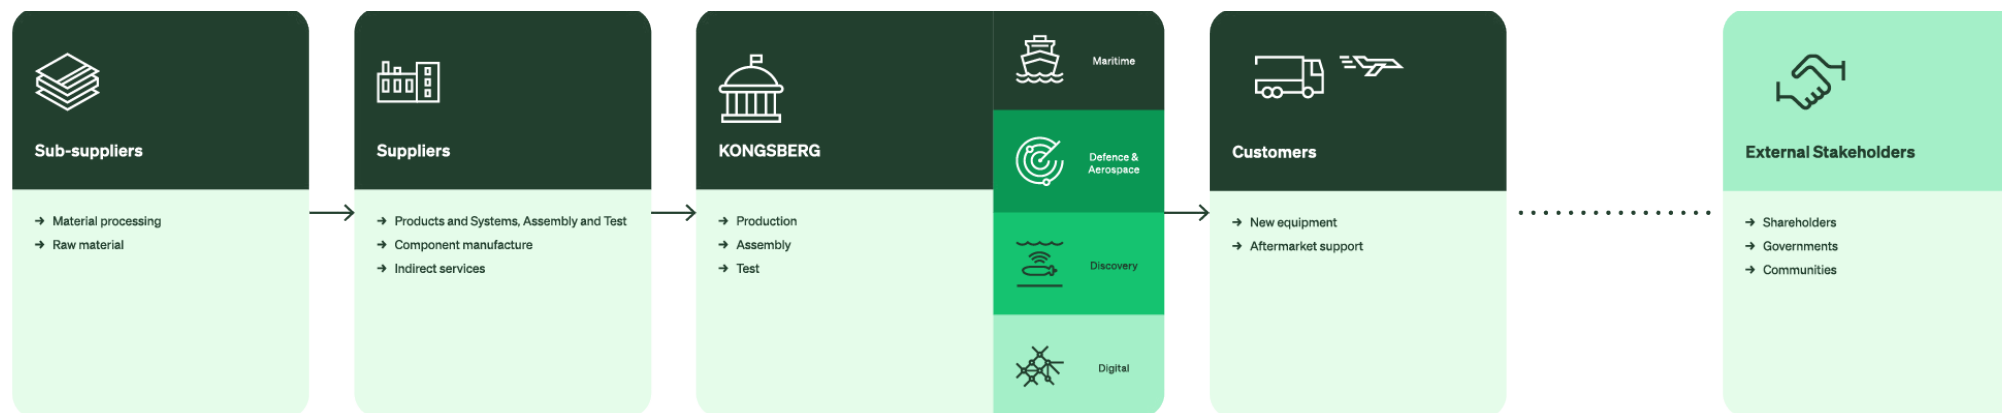 Sub-suppliers
→ Material processing
→ Raw material
Suppliers
→ Products and Systems, Assembly and Test
→ Component manufacture
→ Indirect services
KONGSBERG
→ Production
→ Assembly
→ Test
Maritime
Defence &
Aerospace
Discovery
Digital
Customers
→ New equipment
→ Aftermarket support
External Stakeholders
→ Shareholders
→ Governments
→ Communities